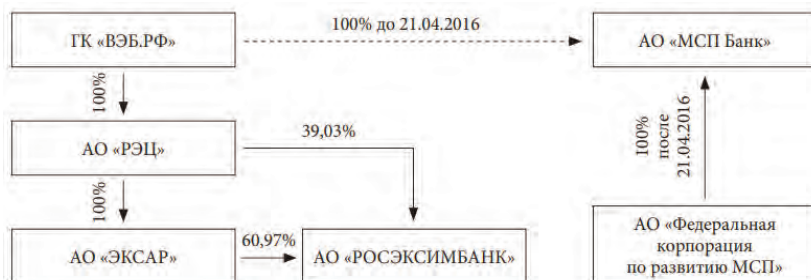 ГК «ВЭБ.РФ»
100% до 21.04.2016
АО «МСП Банк»
100%
АО «РЭЦ»
39,03%
100%
после
21.04.2016
100%
АО «ЭКСАР»
60,97%
АО «РОСЭКСИМБАНК»
АО «Федеральная
корпорация
по развитию МСП»